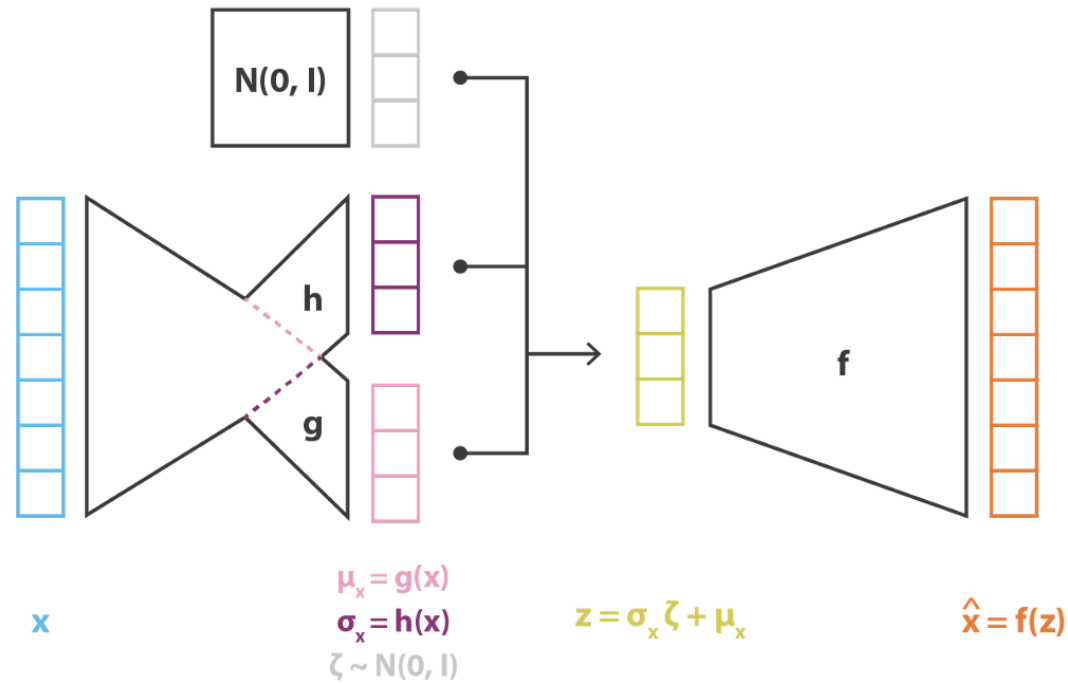 N(0, I)
h
g
f
x
μₓ = g(x)
σₓ = h(x)
ζ ~ N(0, I)
z = σₓ ζ + μₓ
x̂ = f(z)